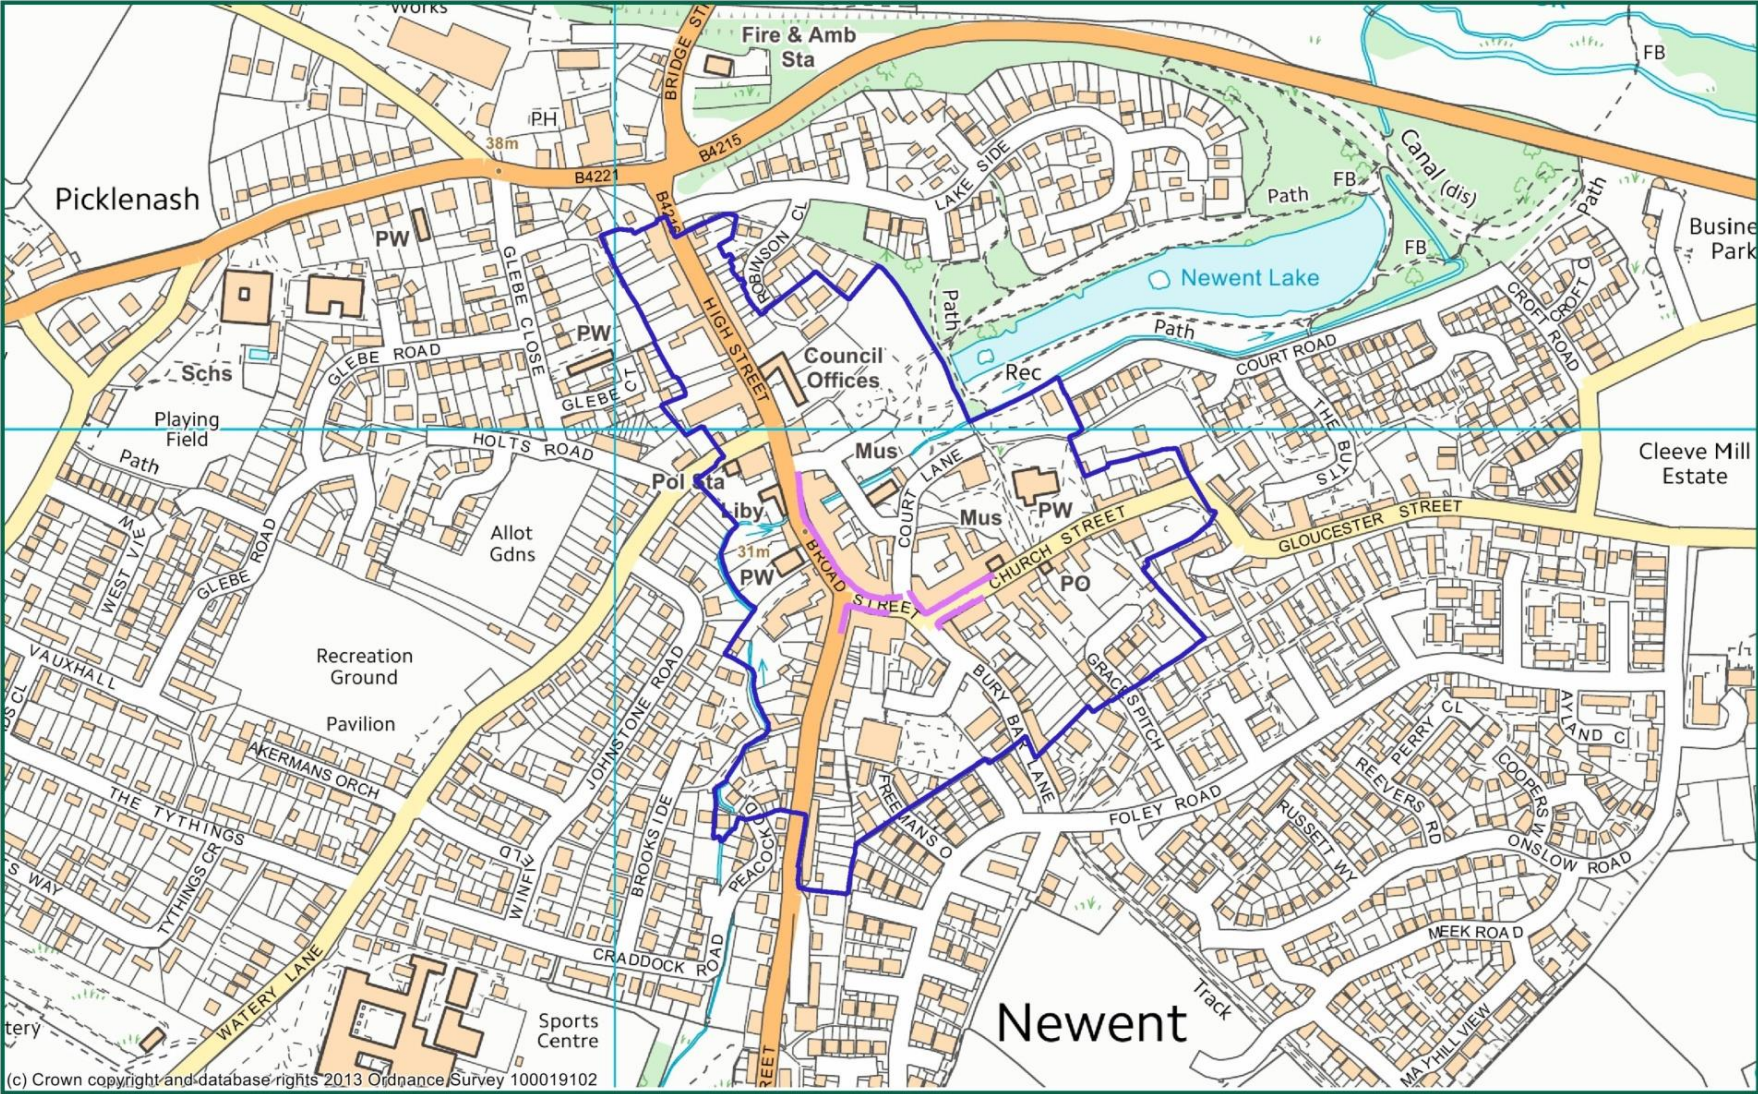 Works
Fire & Amb
Sta
BRIDGE ST
FB
PH
38m
B4215
B4221
Canal (dis)
LAKE SIDE
FB
Path
Path
Picklenash
B4216
PW
ROBINSON CL
Busine
Park
FB
GLEBE CLOSE
Newent Lake
Path
HIGH STREET
PW
Path
CROFT ROAD
CROFT C
Schs
GLEBE ROAD
Council
Offices
Rec
COURT ROAD
GLEBE CT
Playing
Field
THE BUTTS
HOLTS ROAD
Mus
Path
Cleeve Mill
Estate
COURT LANE
Pol Sta
Liby
Mus
PW
CHURCH STREET
GLOUCESTER STREET
WEST VIEW
Allot
Gdns
31m
PW
BROAD STREET
PO
GLEBE ROAD
VAUXHALL
Recreation
Ground
Pavilion
JOHNSTONE ROAD
BURY BAR LANE
GRACES PITCH
DS CL
AYLAND C
PERRY CL
REEVERS RD
COOPERS W
AKERMANS ORCH
THE TYTHINGS
FREEMANS O
FOLEY ROAD
RUSSETT WY
ONSLOW ROAD
S WAY
TYTHINGS CR
WINFIELD
BROOKSIDE
PEACOCK
MEEK ROAD
CRADDOCK ROAD
WATERY LANE
Track
Newent
Sports
Centre
tery
MAYHILL VIEW
REET
(c) Crown copyright and database rights 2013 Ordnance Survey 100019102